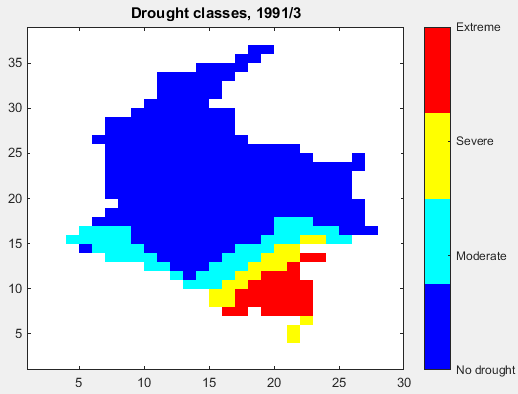 Drought classes, 1991/3
35
30
25
20
15
10
5
5 10 15 20 25 30
Extreme
Severe
Moderate
No drought